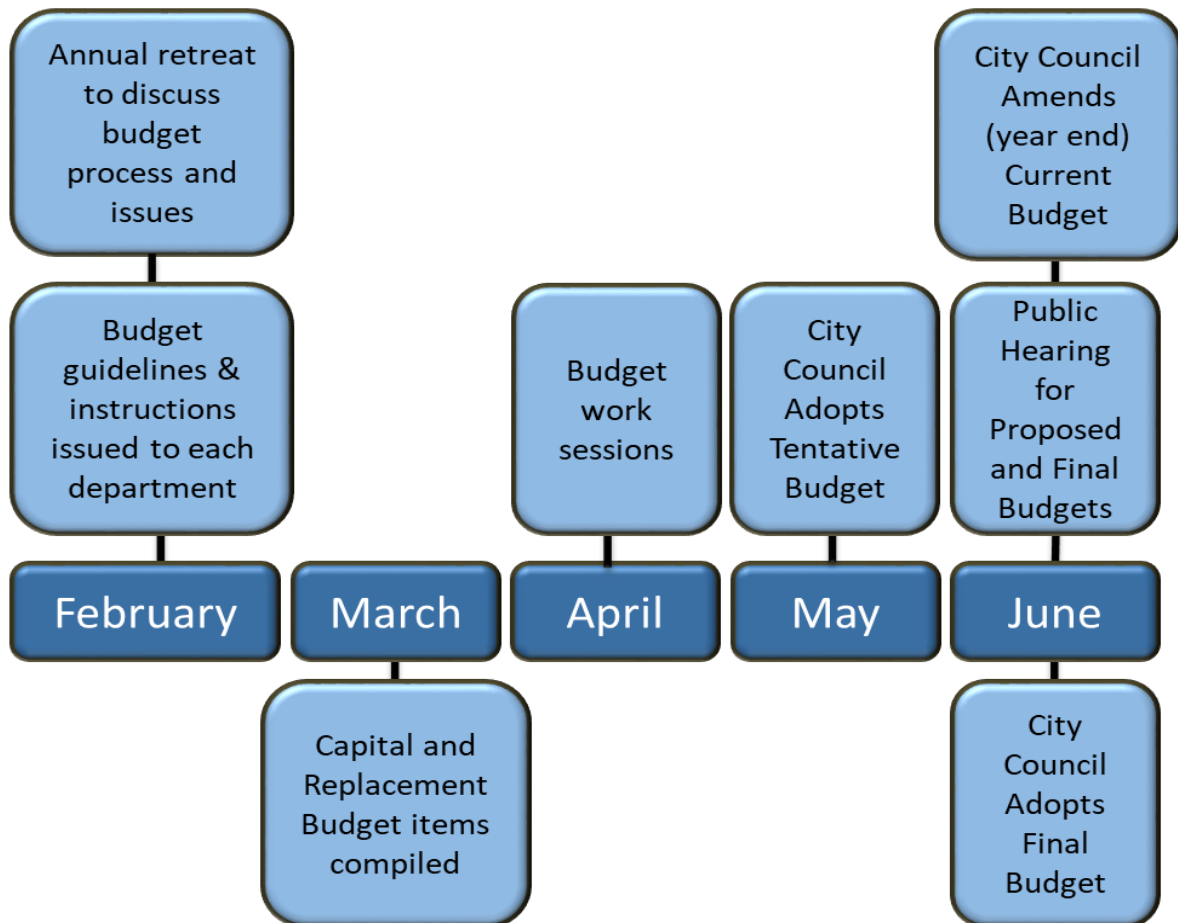 Annual retreat
to discuss
budget
process and
issues
City Council
Amends
(year end)
Current
Budget
Budget
guidelines &
instructions
issued to each
department
Budget
work
sessions
City
Council
Adopts
Tentative
Budget
Public
Hearing
for
Proposed
and Final
Budgets
February
March
April
May
June
Capital and
Replacement
Budget items
compiled
City
Council
Adopts
Final
Budget